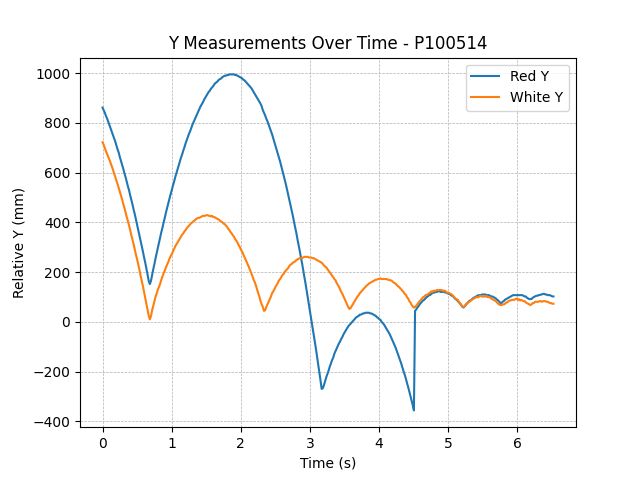 Y Measurements Over Time - P100514
Red Y
White Y
Relative Y (mm)
1000
800
600
400
200
0
−200
−400
0 1 2 3 4 5 6
Time (s)